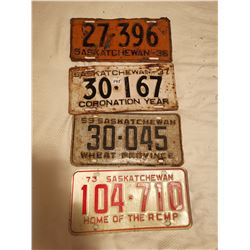 27·396
SASKATCHEWAN-36
SASKATCHEWAN-37
30·167
CORONATION YEAR
59 SASKATCHEWAN
30-045
WHEAT PROVINCE
73 SASKATCHEWAN
104-710
HOME OF THE RCMP